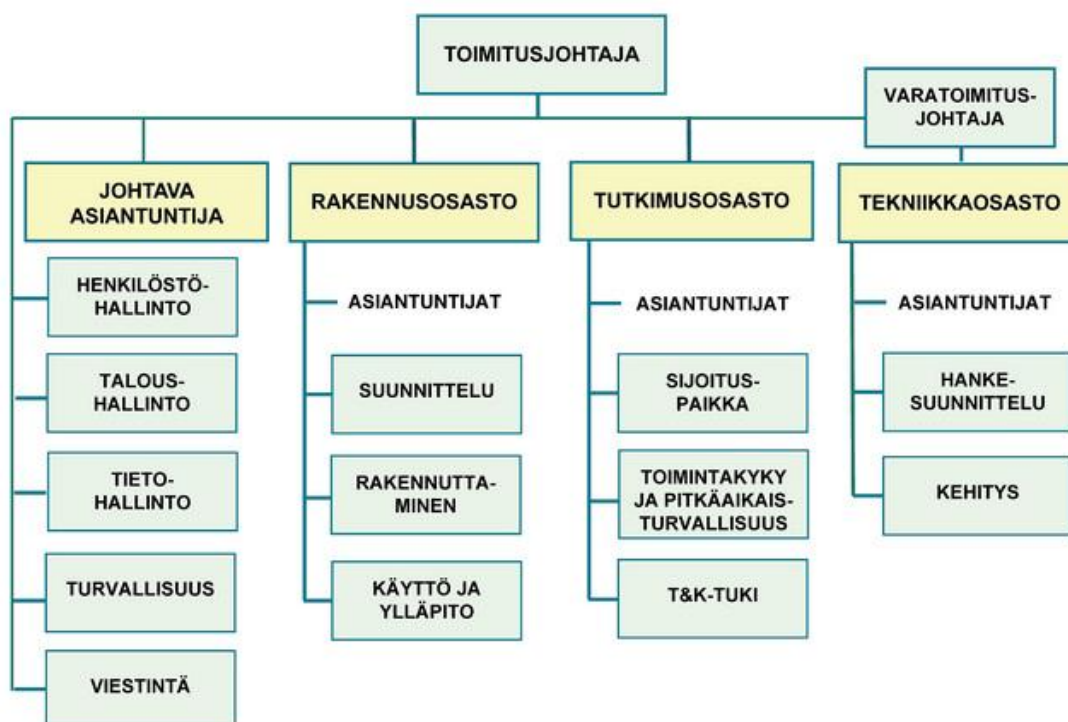 TOIMITUSJOHTAJA
VARATOIMITUS-
JOHTAJA
JOHTAVA
ASIANTUNTIJA
HENKILÖSTÖ-
HALLINTO
TALOUS-
HALLINTO
TIETO-
HALLINTO
TURVALLISUUS
VIESTINTÄ
RAKENNUSOSASTO
ASIANTUNTIJAT
SUUNNITTELU
RAKENNUTTA-
MINEN
KÄYTTÖ JA
YLLÄPITO
TUTKIMUSOSASTO
ASIANTUNTIJAT
SIJOITUS-
PAIKKA
TOIMINTAKYKY
JA PITKÄAIKAIS-
TURVALLISUUS
T&K-TUKI
TEKNIIKKAOSASTO
ASIANTUNTIJAT
HANKE-
SUUNNITTELU
KEHITYS